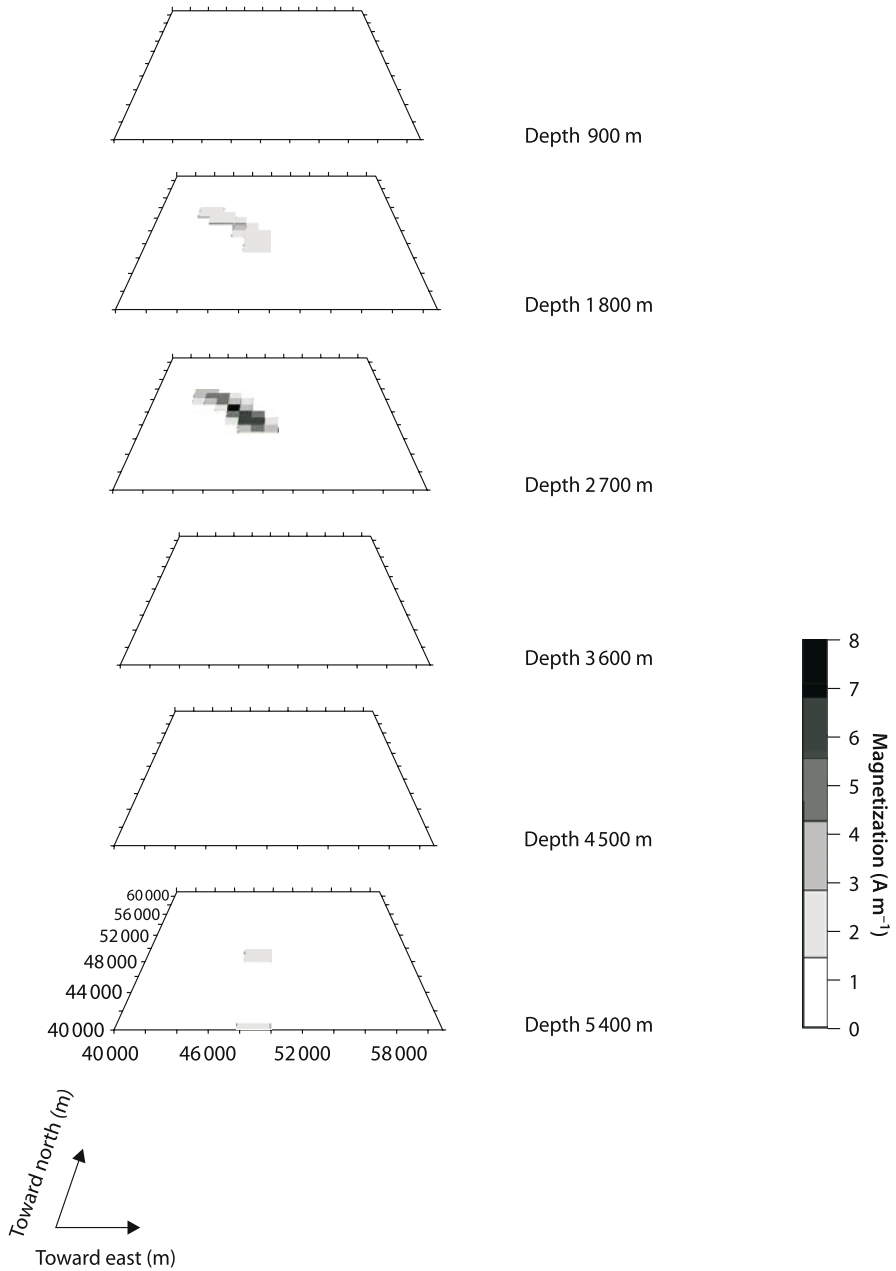 Depth 900 m
Depth 1 800 m
Depth 2 700 m
Depth 3 600 m
8
7
6
5
4
3
2
1
0
Magnetization (A m⁻¹)
Depth 4 500 m
60 000
56 000
52 000
48 000
44 000
40 000
Depth 5 400 m
40 000 46 000 52 000 58 000
Toward north (m)
Toward east (m)